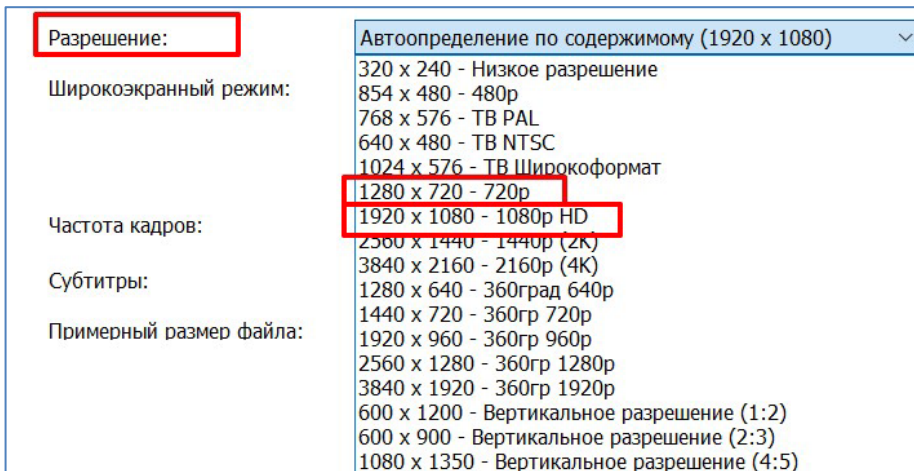 Разрешение:
Автоопределение по содержимому (1920 x 1080)
320 x 240 - Низкое разрешение
Широкоэкранный режим:
854 x 480 - 480p
768 x 576 - ТВ PAL
640 x 480 - ТВ NTSC
1024 x 576 - ТВ Широкоформат
1280 x 720 - 720p
1920 x 1080 - 1080p HD
Частота кадров:
2560 x 1440 - 1440p (2K)
3840 x 2160 - 2160p (4K)
Субтитры:
1280 x 640 - 360град 640p
1440 x 720 - 360гр 720p
Примерный размер файла:
1920 x 960 - 360гр 960p
2560 x 1280 - 360гр 1280p
3840 x 1920 - 360гр 1920p
600 x 1200 - Вертикальное разрешение (1:2)
600 x 900 - Вертикальное разрешение (2:3)
1080 x 1350 - Вертикальное разрешение (4:5)